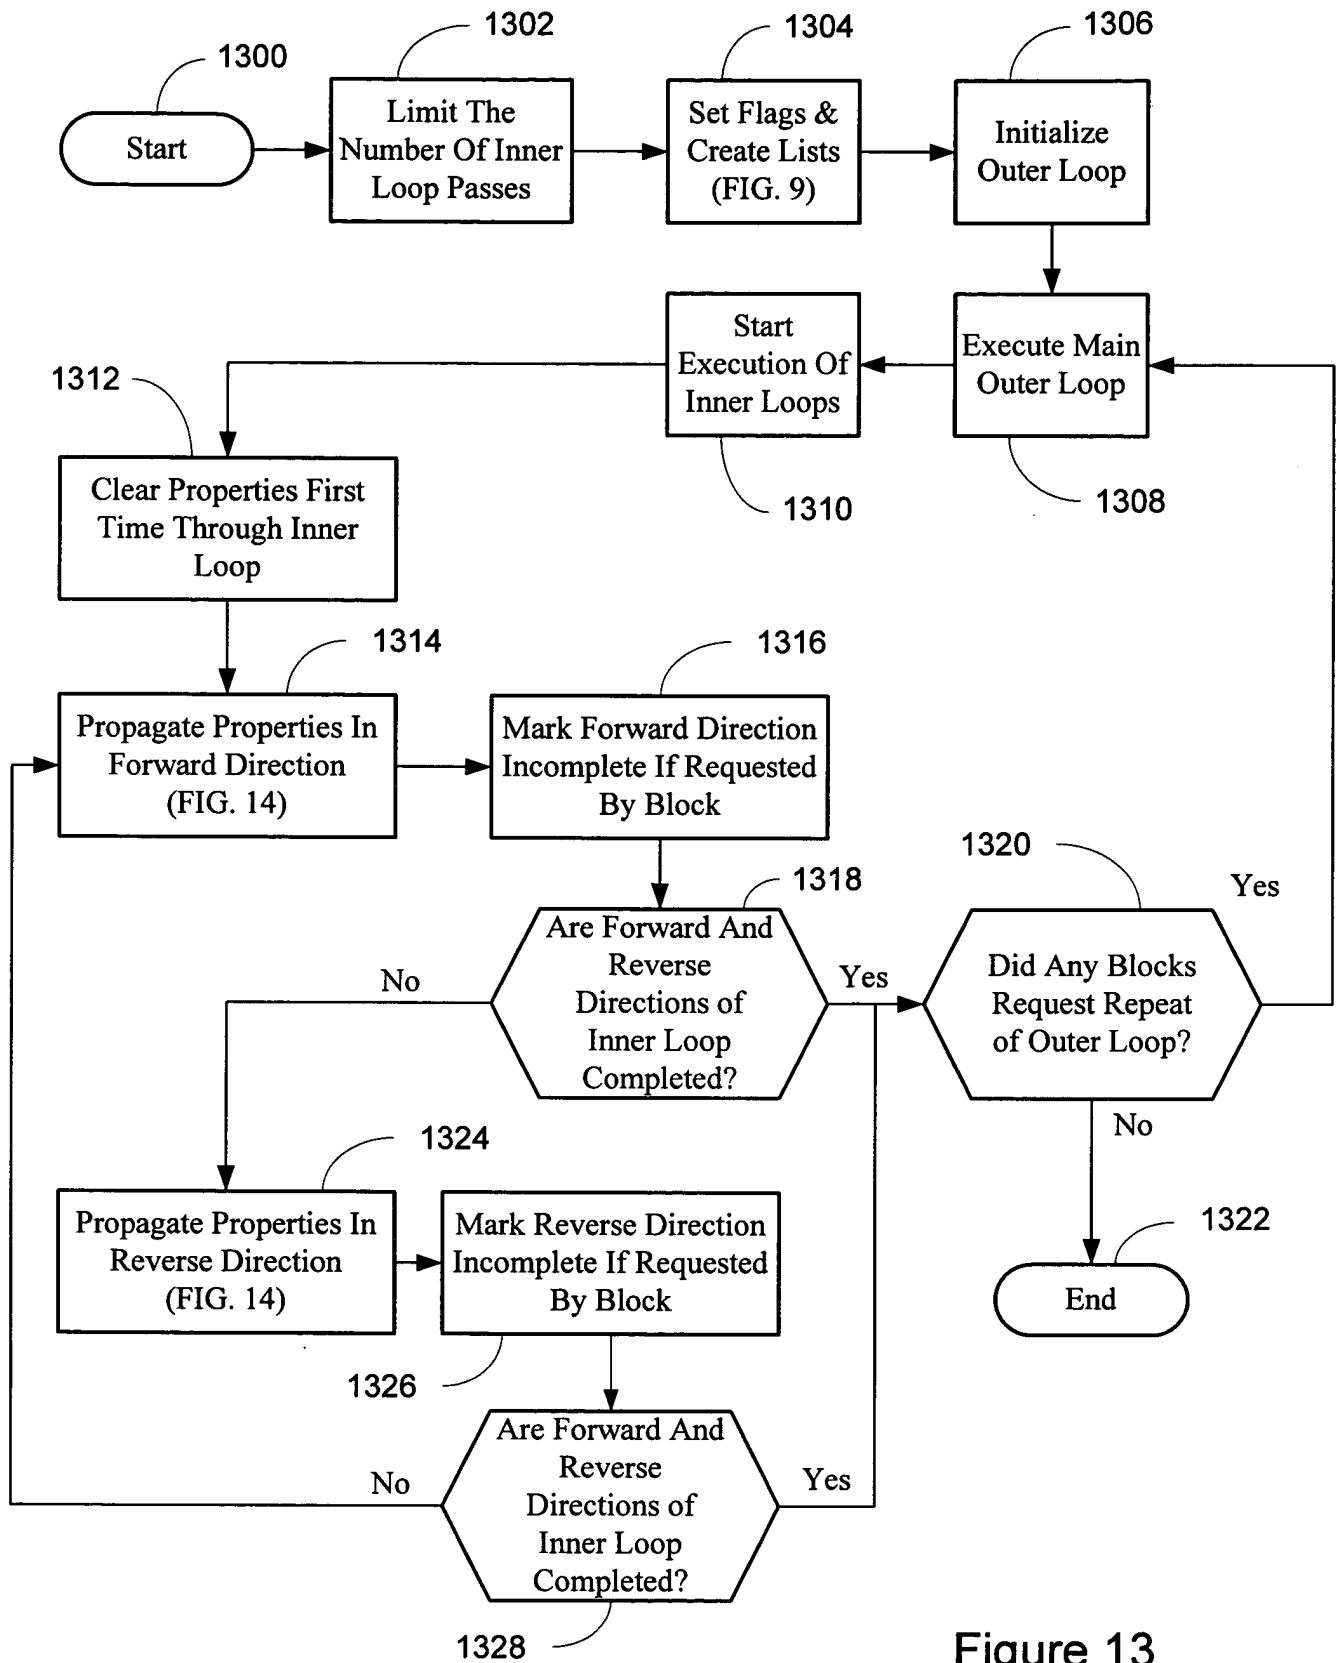 1300
Start
1302
Limit The
Number Of Inner
Loop Passes
1304
Set Flags &
Create Lists
(FIG. 9)
1306
Initialize
Outer Loop
Execute Main
Outer Loop
1308
Start
Execution Of
Inner Loops
1310
1312
Clear Properties First
Time Through Inner
Loop
1314
Propagate Properties In
Forward Direction
(FIG. 14)
1316
Mark Forward Direction
Incomplete If Requested
By Block
1318
Are Forward And
Reverse
Directions of
Inner Loop
Completed?
No
Yes
1320
Did Any Blocks
Request Repeat
of Outer Loop?
Yes
No
1322
End
1324
Propagate Properties In
Reverse Direction
(FIG. 14)
Mark Reverse Direction
Incomplete If Requested
By Block
1326
Are Forward And
Reverse
Directions of
Inner Loop
Completed?
No
Yes
1328
Figure 13